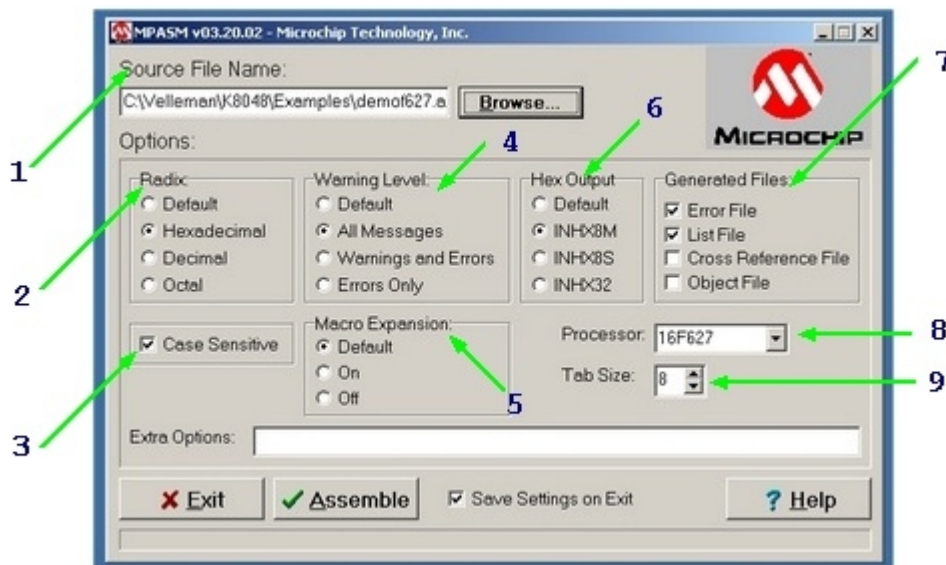 MPASM v03.20.02 - Microchip Technology, Inc.
1
Source File Name:
C:\Velleman\K8048\Examples\demof627.a
Browse...
MICROCHIP
7
Options:
4
6
Radix:
Default
Hexadecimal
Decimal
Octal
2
Warning Level:
Default
All Messages
Warnings and Errors
Errors Only
Hex Output
Default
INHX8M
INHX8S
INHX32
Generated Files:
Error File
List File
Cross Reference File
Object File
Case Sensitive
3
Macro Expansion:
Default
On
Off
5
Processor: 16F627
8
Tab Size: 8
9
Extra Options:
Exit
Assemble
Save Settings on Exit
? Help